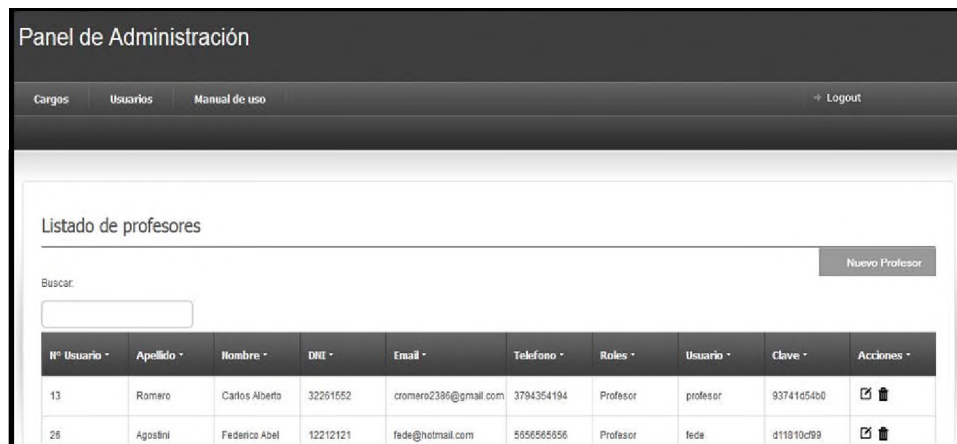 Panel de Administración
Cargos Usuarios Manual de uso Logout
Listado de profesores
Nuevo Profesor
Buscar:
Nº Usuario Apellido Nombre DNI Email Telefono Roles Usuario Clave Acciones
13 Romero Carlos Alberto 32261552 cromero2386@gmail.com 3794354194 Profesor profesor 93741d54b0
26 Agostini Federico Abel 12212121 fede@hotmail.com 5656565656 Profesor fede d11810cf99